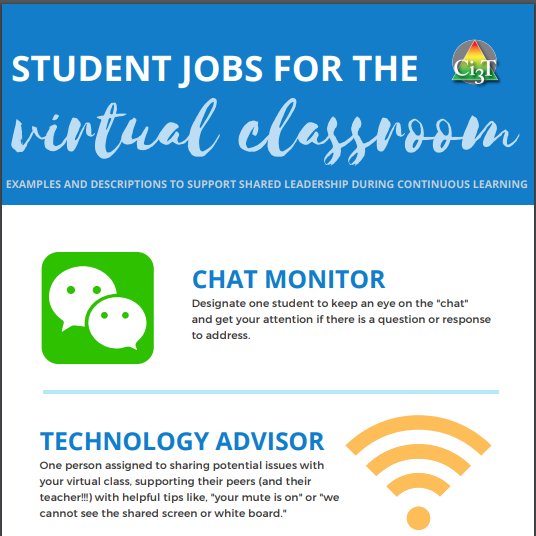 STUDENT JOBS FOR THE
Ci3T
virtual classroom
EXAMPLES AND DESCRIPTIONS TO SUPPORT SHARED LEADERSHIP DURING CONTINUOUS LEARNING
CHAT MONITOR
Designate one student to keep an eye on the "chat"
and get your attention if there is a question or response
to address.
TECHNOLOGY ADVISOR
One person assigned to sharing potential issues with
your virtual class, supporting their peers (and their
teacher!!!) with helpful tips like, "your mute is on" or "we
cannot see the shared screen or white board."